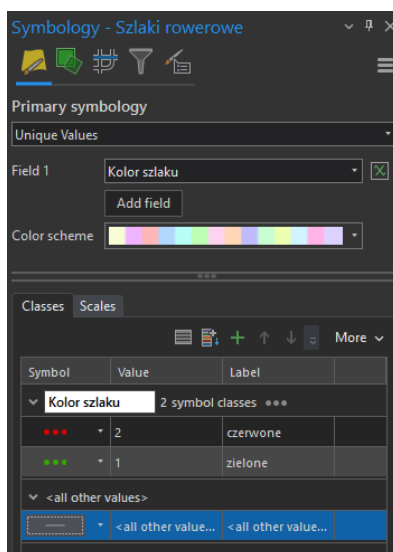 Symbology - Szlaki rowerowe
Primary symbology
Unique Values
Field 1 Kolor szlaku
Add field
Color scheme
Classes Scales
More
Symbol Value Label
Kolor szlaku 2 symbol classes
2 czerwone
1 zielone
<all other values>
<all other value... <all other value...